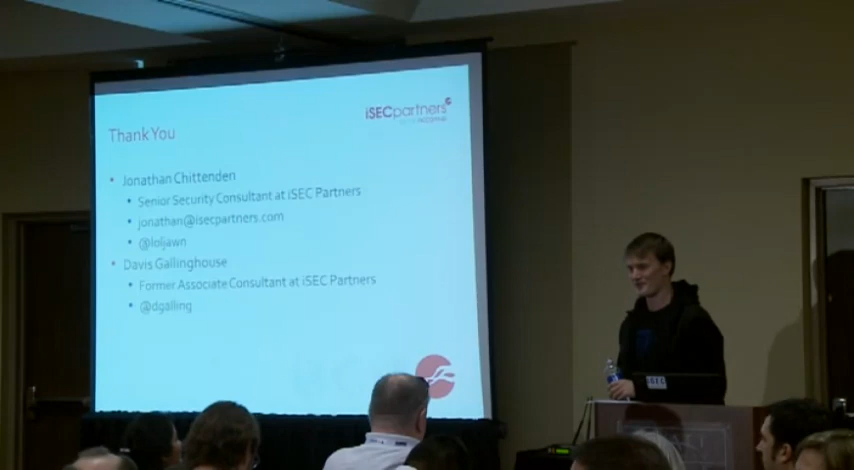 iSECpartners
Thank You
Jonathan Chittenden
Senior Security Consultant at iSEC Partners
jonathan@isecpartners.com
@loljawn
Davis Gallinghouse
Former Associate Consultant at iSEC Partners
@dgalling
iSEC